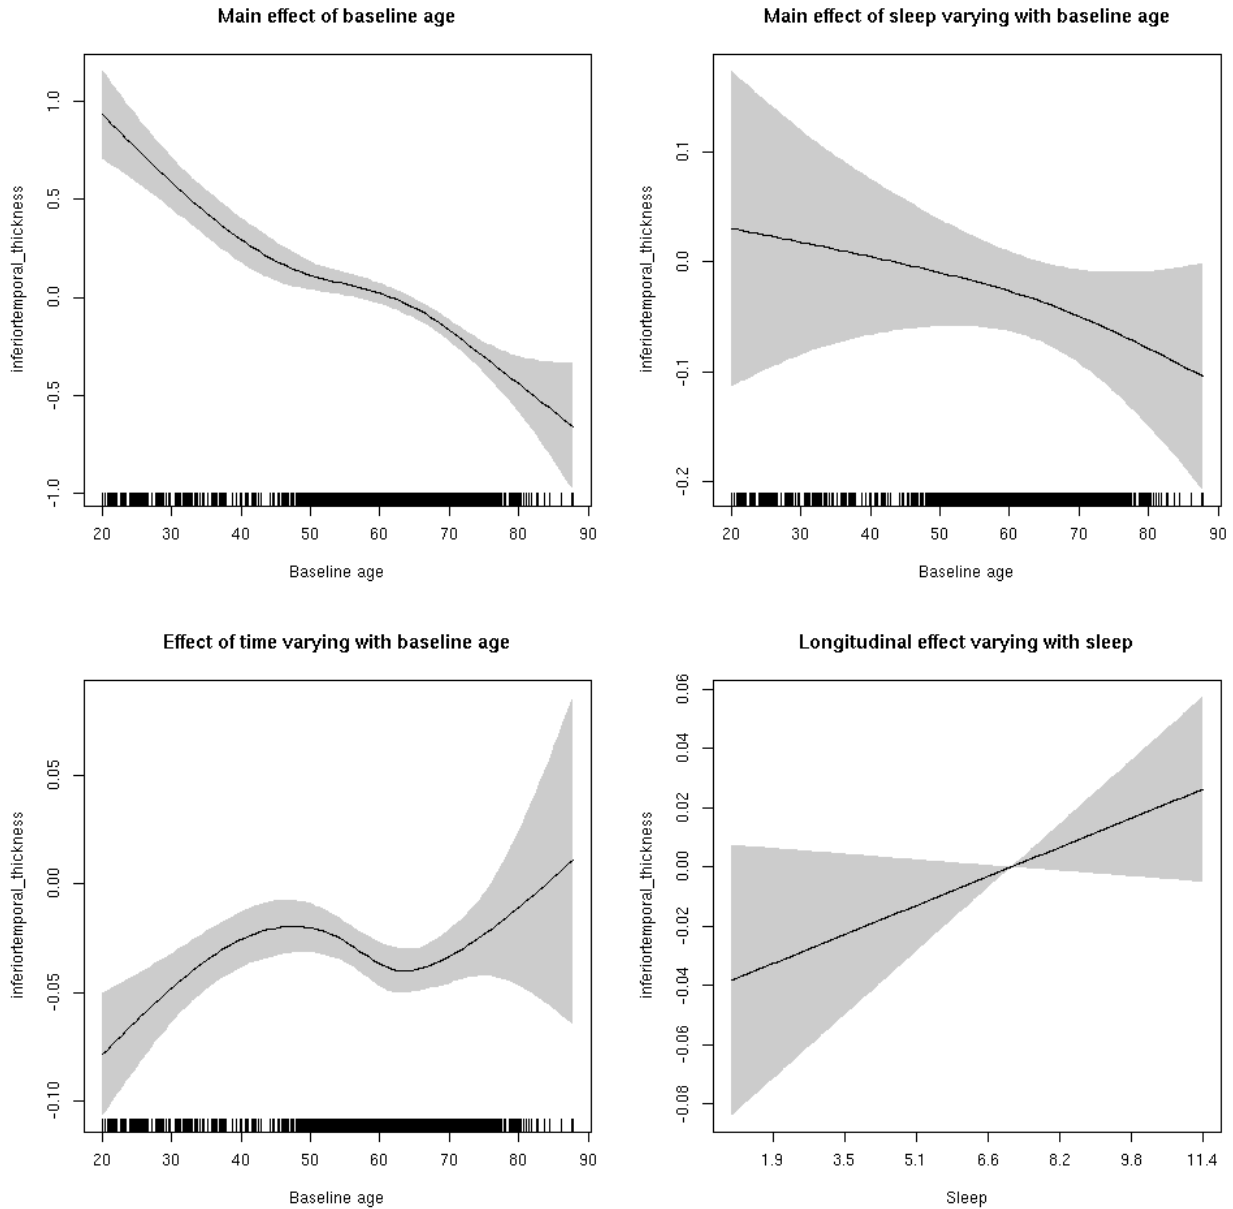 Main effect of baseline age
inferiortemporal_thickness
1.0
0.5
0.0
-0.5
-1.0
20 30 40 50 60 70 80 90
Baseline age
Main effect of sleep varying with baseline age
inferiortemporal_thickness
0.1
0.0
-0.1
-0.2
20 30 40 50 60 70 80 90
Baseline age
Effect of time varying with baseline age
inferiortemporal_thickness
0.05
0.00
-0.05
-0.10
20 30 40 50 60 70 80 90
Baseline age
Longitudinal effect varying with sleep
inferiortemporal_thickness
0.06
0.04
0.02
0.00
-0.02
-0.04
-0.06
-0.08
1.9 3.5 5.1 6.6 8.2 9.8 11.4
Sleep